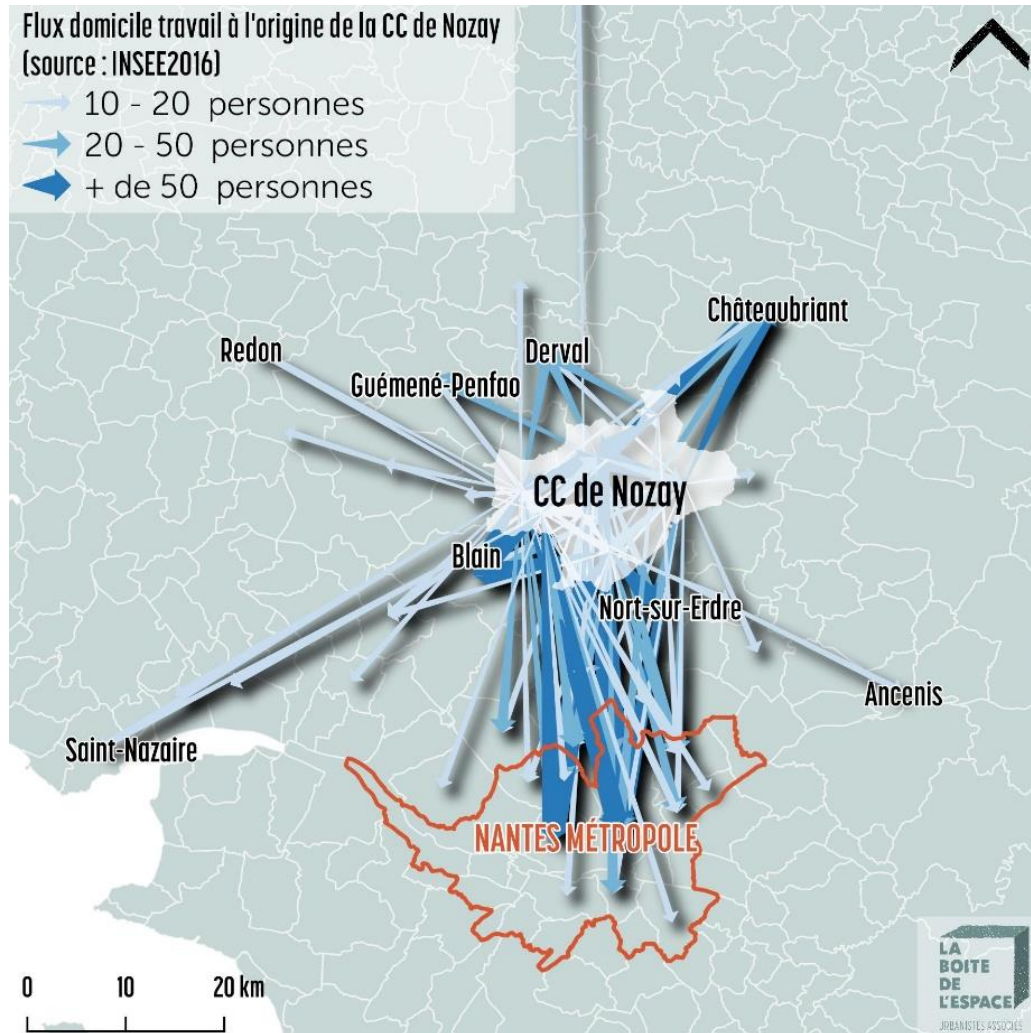 Flux domicile travail à l'origine de la CC de Nozay
(source : INSEE2016)
10 - 20 personnes
20 - 50 personnes
+ de 50 personnes
Châteaubriant
Redon
Derval
Guémené-Penfao
CC de Nozay
Blain
Nort-sur-Erdre
Ancenis
Saint-Nazaire
NANTES MÉTROPOLE
0 10 20 km
LA
BOITE
DE
L'ESPACE
URBANISTES ASSOCIÉS